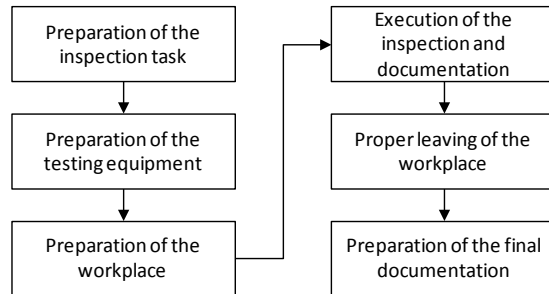 Preparation of the
inspection task
Preparation of the
testing equipment
Preparation of the
workplace
Execution of the
inspection and
documentation
Proper leaving of the
workplace
Preparation of the final
documentation